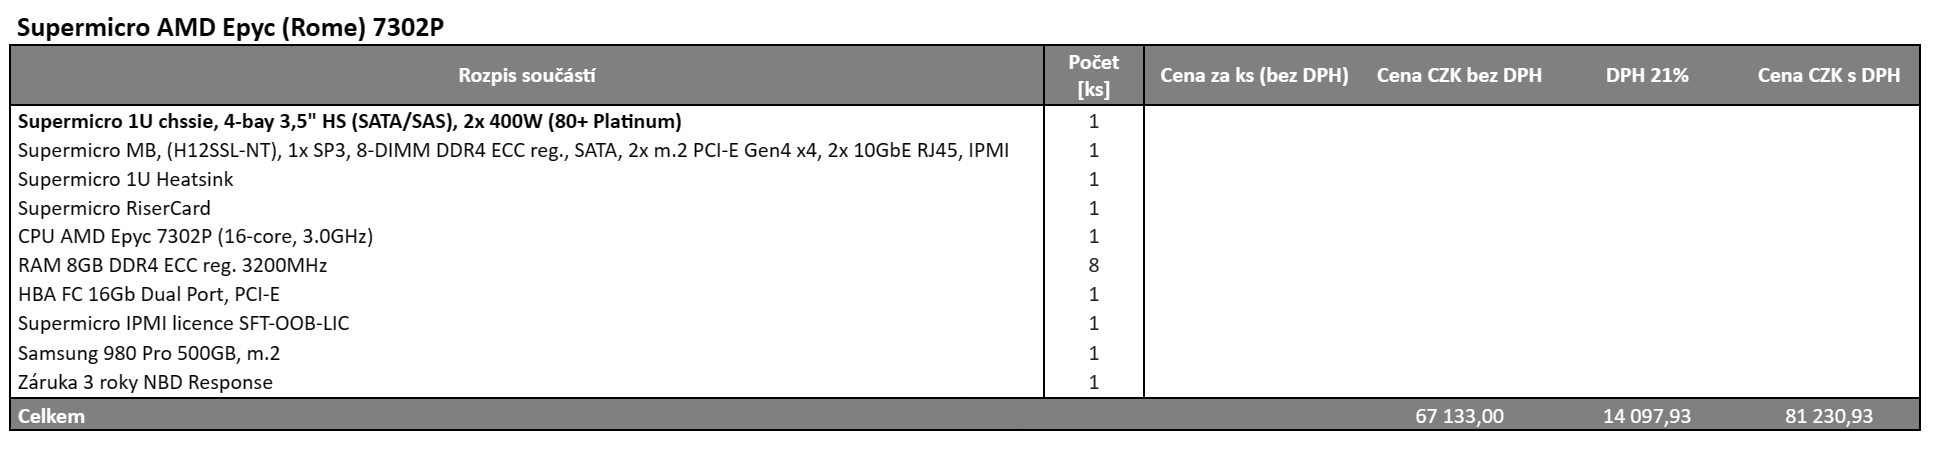 Supermicro AMD Epyc (Rome) 7302P
Rozpis součástí Počet [ks] Cena za ks (bez DPH) Cena CZK bez DPH DPH 21% Cena CZK s DPH
Supermicro 1U chssie, 4-bay 3,5" HS (SATA/SAS), 2x 400W (80+ Platinum) 1
Supermicro MB, (H12SSL-NT), 1x SP3, 8-DIMM DDR4 ECC reg., SATA, 2x m.2 PCI-E Gen4 x4, 2x 10GbE RJ45, IPMI 1
Supermicro 1U Heatsink 1
Supermicro RiserCard 1
CPU AMD Epyc 7302P (16-core, 3.0GHz) 1
RAM 8GB DDR4 ECC reg. 3200MHz 8
HBA FC 16Gb Dual Port, PCI-E 1
Supermicro IPMI licence SFT-OOB-LIC 1
Samsung 980 Pro 500GB, m.2 1
Záruka 3 roky NBD Response 1
Celkem 67 133,00 14 097,93 81 230,93